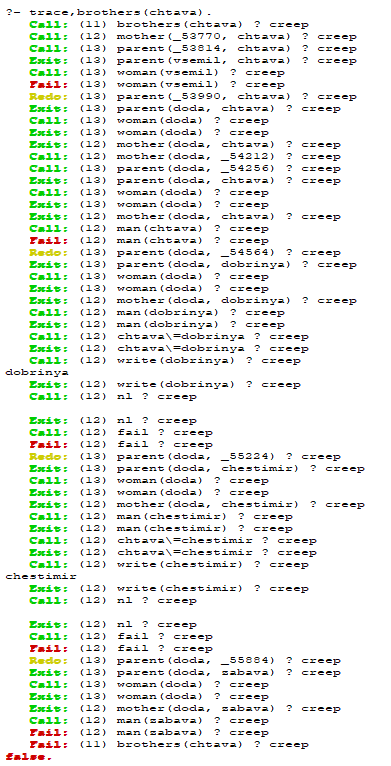 ?- trace,brothers(chtava).
Call: (11) brothers(chtava) ? creep
Call: (12) mother(_53770, chtava) ? creep
Call: (13) parent(_53814, chtava) ? creep
Exit: (13) parent(vsemil, chtava) ? creep
Call: (13) woman(vsemil) ? creep
Fail: (13) woman(vsemil) ? creep
Redo: (13) parent(_53990, chtava) ? creep
Exit: (13) parent(doda, chtava) ? creep
Call: (13) woman(doda) ? creep
Exit: (13) woman(doda) ? creep
Exit: (12) mother(doda, chtava) ? creep
Call: (12) mother(doda, _54212) ? creep
Call: (13) parent(doda, _54256) ? creep
Exit: (13) parent(doda, chtava) ? creep
Call: (13) woman(doda) ? creep
Exit: (13) woman(doda) ? creep
Exit: (12) mother(doda, chtava) ? creep
Call: (12) man(chtava) ? creep
Fail: (12) man(chtava) ? creep
Redo: (13) parent(doda, _54564) ? creep
Exit: (13) parent(doda, dobrinya) ? creep
Call: (13) woman(doda) ? creep
Exit: (13) woman(doda) ? creep
Exit: (12) mother(doda, dobrinya) ? creep
Call: (12) man(dobrinya) ? creep
Exit: (12) man(dobrinya) ? creep
Call: (12) chtava\=dobrinya ? creep
Exit: (12) chtava\=dobrinya ? creep
Call: (12) write(dobrinya) ? creep
dobrinya
Exit: (12) write(dobrinya) ? creep
Call: (12) nl ? creep
Exit: (12) nl ? creep
Call: (12) fail ? creep
Fail: (12) fail ? creep
Redo: (13) parent(doda, _55224) ? creep
Exit: (13) parent(doda, chestimir) ? creep
Call: (13) woman(doda) ? creep
Exit: (13) woman(doda) ? creep
Exit: (12) mother(doda, chestimir) ? creep
Call: (12) man(chestimir) ? creep
Exit: (12) man(chestimir) ? creep
Call: (12) chtava\=chestimir ? creep
Exit: (12) chtava\=chestimir ? creep
Call: (12) write(chestimir) ? creep
chestimir
Exit: (12) write(chestimir) ? creep
Call: (12) nl ? creep
Exit: (12) nl ? creep
Call: (12) fail ? creep
Fail: (12) fail ? creep
Redo: (13) parent(doda, _55884) ? creep
Exit: (13) parent(doda, zabava) ? creep
Call: (13) woman(doda) ? creep
Exit: (13) woman(doda) ? creep
Exit: (12) mother(doda, zabava) ? creep
Call: (12) man(zabava) ? creep
Fail: (12) man(zabava) ? creep
Fail: (11) brothers(chtava) ? creep
false.